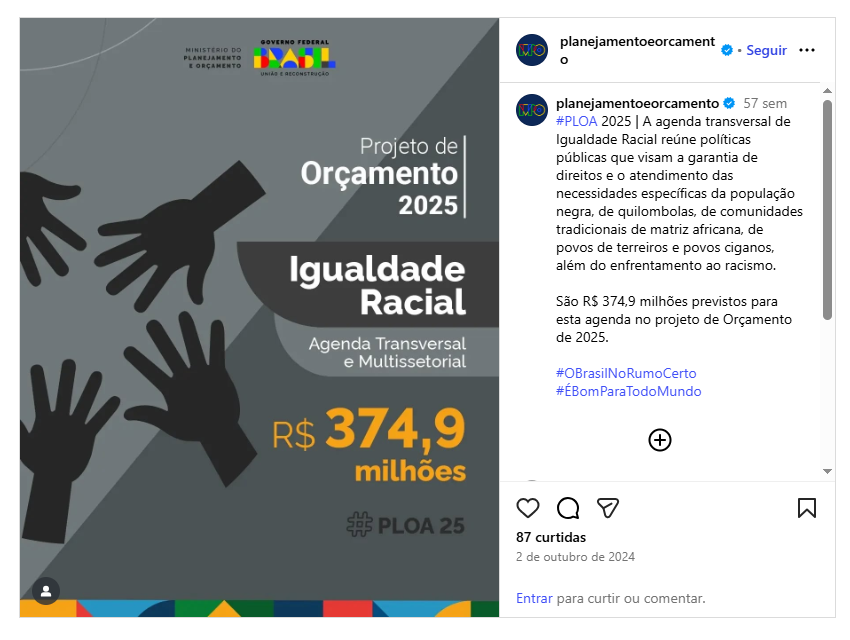 MINISTÉRIO DO
PLANEJAMENTO
E ORÇAMENTO
GOVERNO FEDERAL
BRASIL
UNIÃO E RECONSTRUÇÃO
Projeto de
Orçamento
2025
Igualdade
Racial
Agenda Transversal
e Multissetorial
R$ 374,9
milhões
# PLOA 25
planejamentoeorcament
o
• Seguir
planejamentoeorcamento 57 sem
#PLOA 2025 | A agenda transversal de
Igualdade Racial reúne políticas
públicas que visam a garantia de
direitos e o atendimento das
necessidades específicas da população
negra, de quilombolas, de comunidades
tradicionais de matriz africana, de
povos de terreiros e povos ciganos,
além do enfrentamento ao racismo.
São R$ 374,9 milhões previstos para
esta agenda no projeto de Orçamento
de 2025.
#OBrasilNoRumoCerto
#ÉBomParaTodoMundo
87 curtidas
2 de outubro de 2024
Entrar para curtir ou comentar.